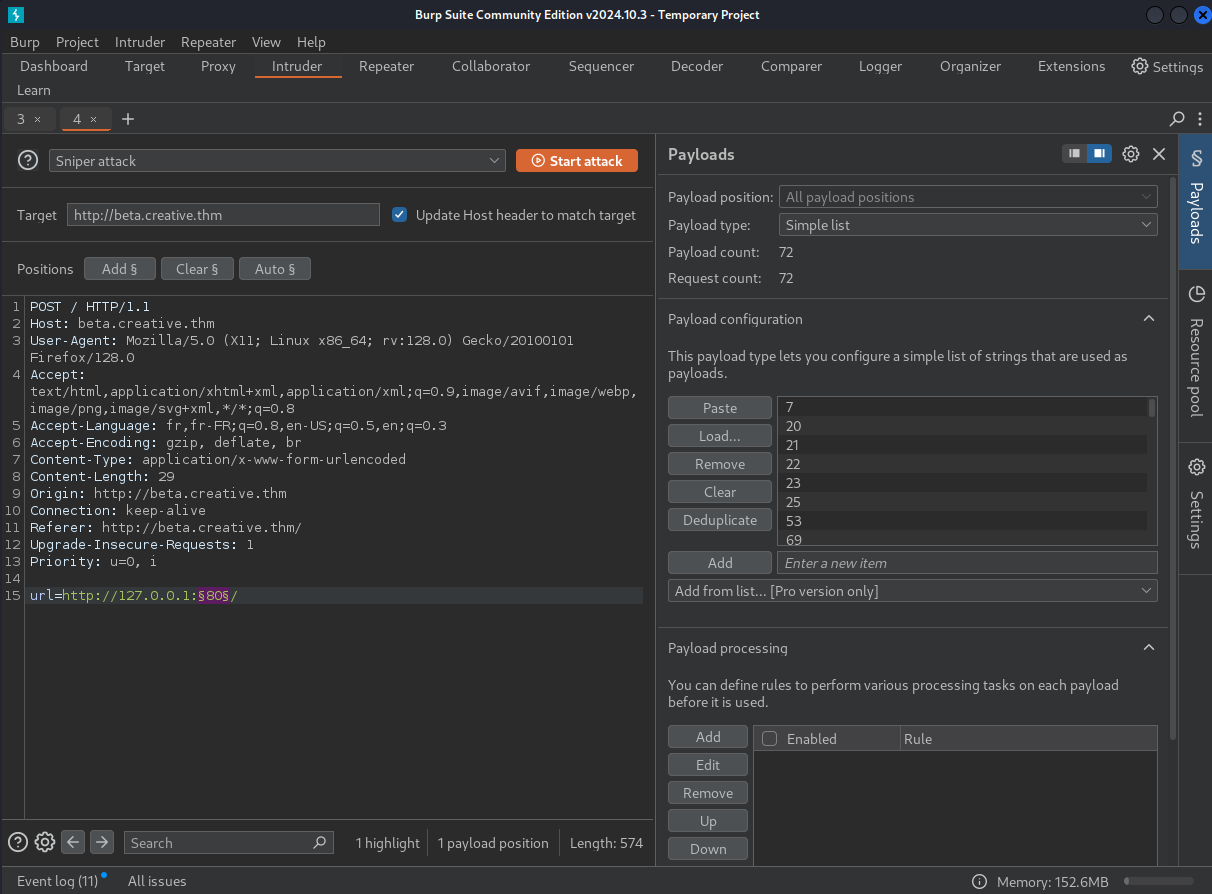 Burp Suite Community Edition v2024.10.3 - Temporary Project
Burp Project Intruder Repeater View Help
Dashboard Target Proxy Intruder Repeater Collaborator Sequencer Decoder Comparer Logger Organizer Extensions Settings
Learn
3 × 4 × +
Sniper attack Start attack
Target http://beta.creative.thm Update Host header to match target
Positions Add § Clear § Auto §
1 POST / HTTP/1.1
2 Host: beta.creative.thm
3 User-Agent: Mozilla/5.0 (X11; Linux x86_64; rv:128.0) Gecko/20100101
Firefox/128.0
4 Accept:
text/html,application/xhtml+xml,application/xml;q=0.9,image/avif,image/webp,
image/png,image/svg+xml,*/*;q=0.8
5 Accept-Language: fr,fr-FR;q=0.8,en-US;q=0.5,en;q=0.3
6 Accept-Encoding: gzip, deflate, br
7 Content-Type: application/x-www-form-urlencoded
8 Content-Length: 29
9 Origin: http://beta.creative.thm
10 Connection: keep-alive
11 Referer: http://beta.creative.thm/
12 Upgrade-Insecure-Requests: 1
13 Priority: u=0, i
14
15 url=http://127.0.0.1:§80§/
Search 1 highlight 1 payload position Length: 574
Payloads
Payload position: All payload positions
Payload type: Simple list
Payload count: 72
Request count: 72
Payload configuration
This payload type lets you configure a simple list of strings that are used as
payloads.
Paste
Load...
Remove
Clear
Deduplicate
7
20
21
22
23
25
53
69
Add Enter a new item
Add from list... [Pro version only]
Payload processing
You can define rules to perform various processing tasks on each payload
before it is used.
Add
Edit
Remove
Up
Down
Enabled Rule
§ Payloads
Resource pool
Settings
Event log (11) All issues Memory: 152.6MB